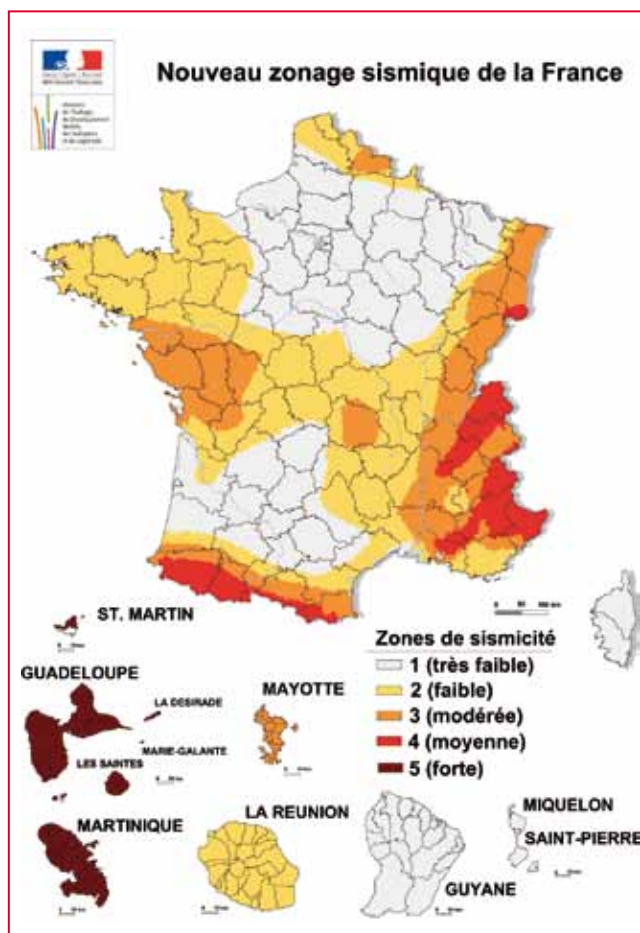 Nouveau zonage sismique de la France
ST. MARTIN
GUADELOUPE
LA DESIRADE
MARIE-GALANTE
LES SAINTES
MAYOTTE
Zones de sismicité
1 (très faible)
2 (faible)
3 (modérée)
4 (moyenne)
5 (forte)
MARTINIQUE
LA REUNION
GUYANE
MIQUELON
SAINT-PIERRE